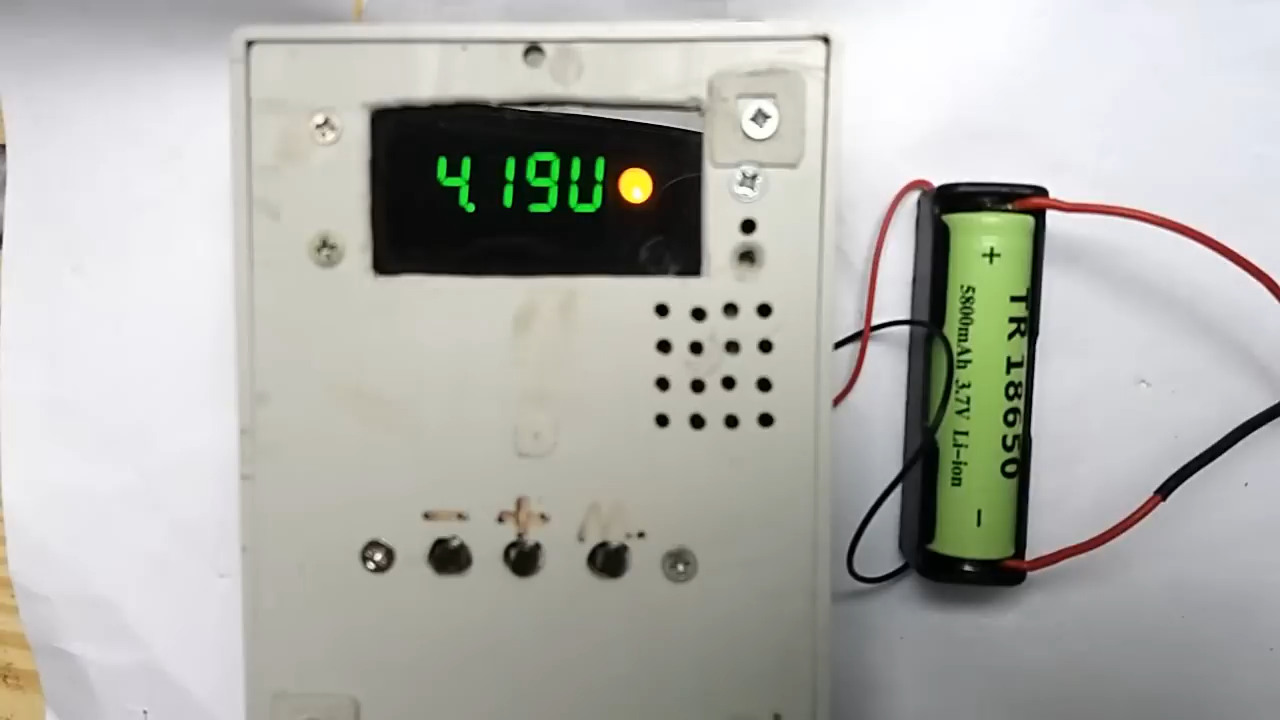 4.19U
− + M
+
TR 18650
5800mAh 3.7V Li-ion
−